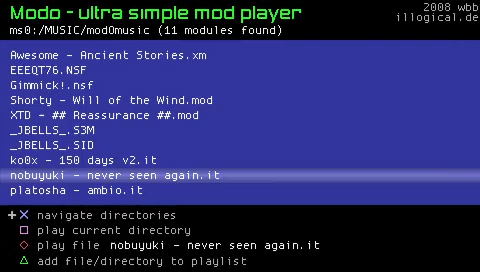 Modo - ultra simple mod player
2008 wbb
illogical.de
ms0:/MUSIC/mod0music (11 modules found)
Awesome - Ancient Stories.xm
EEEQT76.NSF
Gimmick!.nsf
Shorty - Will of the Wind.mod
XTD - ## Reassurance ##.mod
_JBELLS_.S3M
_JBELLS_.SID
ko0x - 150 days v2.it
nobuyuki - never seen again.it
platosha - ambio.it
navigate directories
play current directory
play file nobuyuki - never seen again.it
add file/directory to playlist